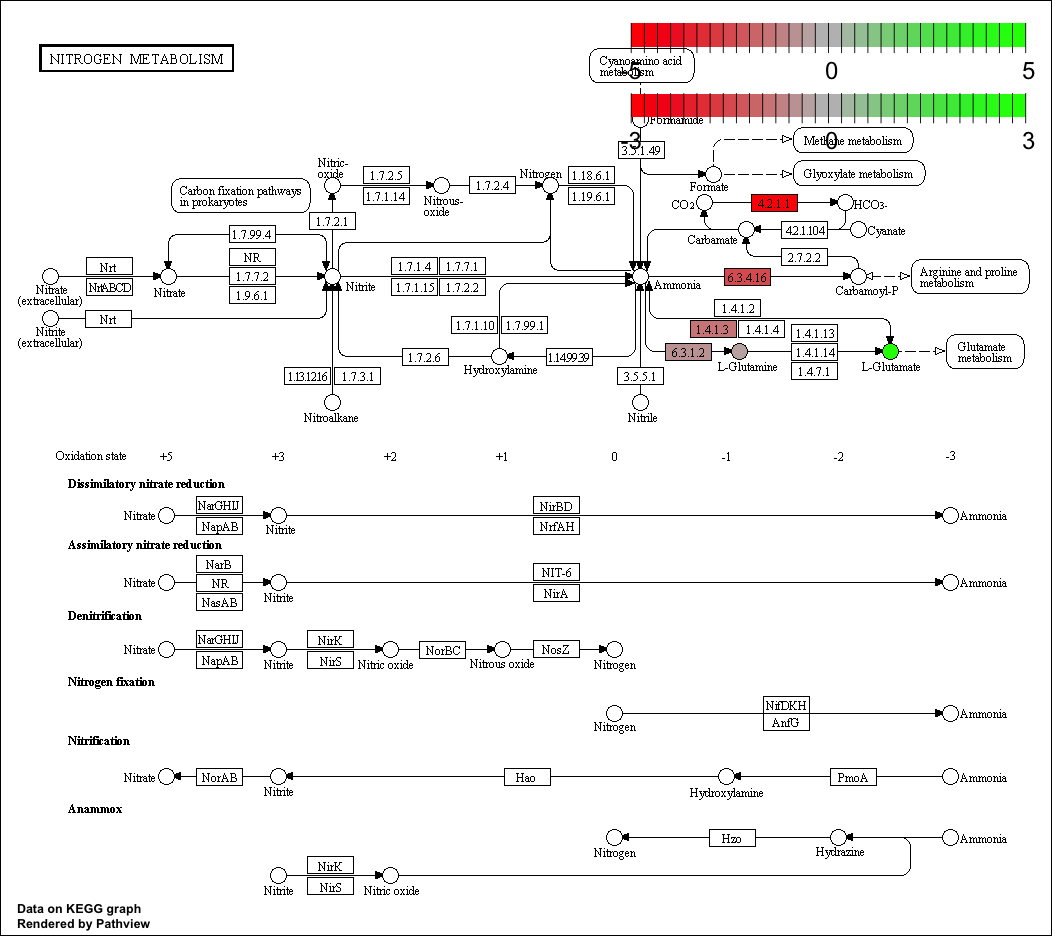 NITROGEN METABOLISM
-5 0 5
-3 0 3
Cyanoamino acid
metabolism
Formamide
3.5.1.49
Methane metabolism
Glyoxylate metabolism
Formate
Nitric-
oxide
1.7.2.5
1.7.1.14
Nitrous-
oxide
1.7.2.4
Nitrogen
1.18.6.1
1.19.6.1
Carbon fixation pathways
in prokaryotes
1.7.2.1
CO2
4.2.1.1
HCO3-
Carbamate
4.2.1.104
Cyanate
1.7.99.4
2.7.2.2
Nrt
NrtABCD
Nitrate
(extracellular)
Nitrate
NR
1.7.7.2
1.9.6.1
Nitrite
1.7.1.4
1.7.7.1
1.7.1.15
1.7.2.2
Ammonia
6.3.4.16
Carbamoyl-P
Arginine and proline
metabolism
Nrt
Nitrite
(extracellular)
1.7.1.10
1.7.99.1
1.4.1.2
1.4.1.3
1.4.1.4
1.4.1.13
1.4.1.14
1.4.7.1
6.3.1.2
L-Glutamine
L-Glutamate
Glutamate
metabolism
1.7.2.6
Hydroxylamine
1.14.99.39
1.13.12.16
1.7.3.1
3.5.5.1
Nitroalkane
Nitrile
Oxidation state +5 +3 +2 +1 0 -1 -2 -3
Dissimilatory nitrate reduction
Nitrate
NarGHIJ
NapAB
Nitrite
NirBD
NrfAH
Ammonia
Assimilatory nitrate reduction
Nitrate
NarB
NR
NasAB
Nitrite
NIT-6
NirA
Ammonia
Denitrification
Nitrate
NarGHIJ
NapAB
Nitrite
NirK
NirS
Nitric oxide
NorBC
Nitrous oxide
NosZ
Nitrogen
Nitrogen fixation
Nitrogen
NifDKH
AnfG
Ammonia
Nitrification
Nitrate
NorAB
Nitrite
Hao
Hydroxylamine
PmoA
Ammonia
Anammox
Nitrogen
Hzo
Hydrazine
Ammonia
Nitrite
NirK
NirS
Nitric oxide
Data on KEGG graph
Rendered by Pathview